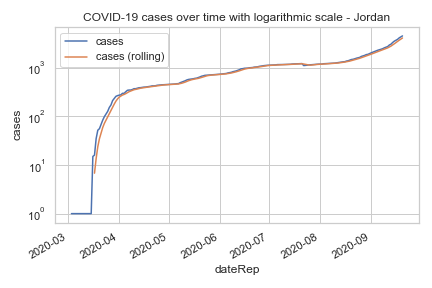 COVID-19 cases over time with logarithmic scale - Jordan
cases
cases (rolling)
10³
10²
10¹
10⁰
cases
2020-03
2020-04
2020-05
2020-06
2020-07
2020-08
2020-09
dateRep